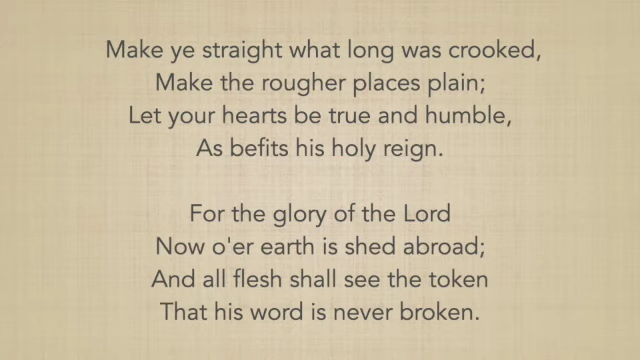 Make ye straight what long was crooked,
Make the rougher places plain;
Let your hearts be true and humble,
As befits his holy reign.
For the glory of the Lord
Now o'er earth is shed abroad;
And all flesh shall see the token
That his word is never broken.